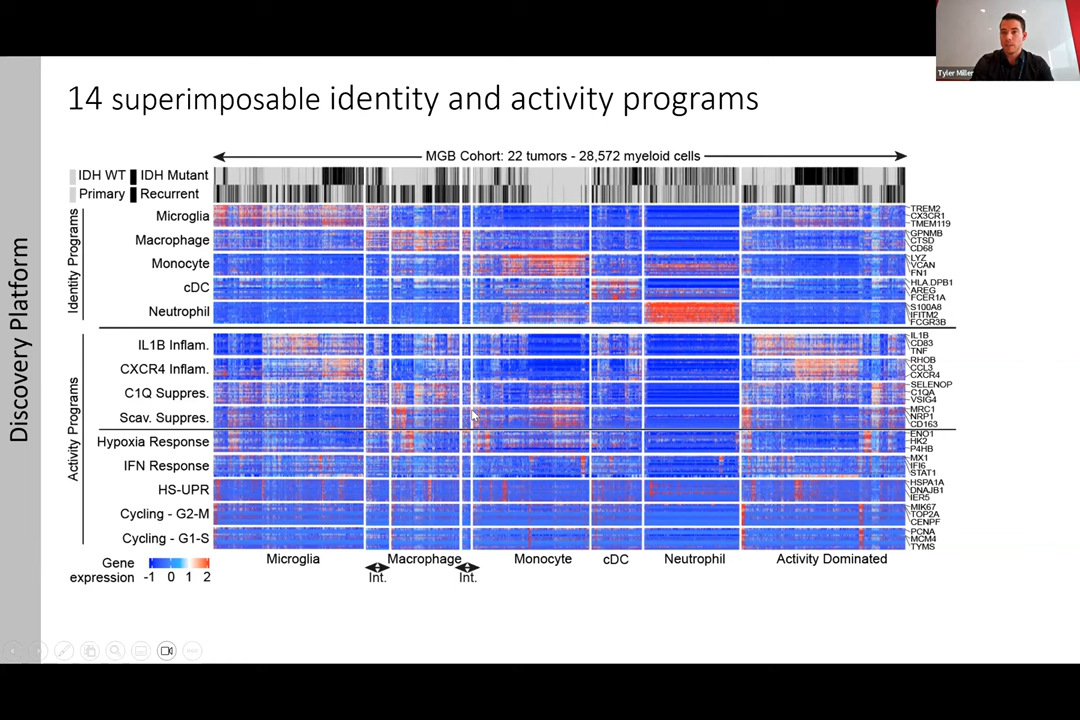 Tyler Miller
14 superimposable identity and activity programs
MGB Cohort: 22 tumors - 28,572 myeloid cells
IDH WT IDH Mutant
Primary Recurrent
Discovery Platform
Identity Programs
Microglia
TREM2
CX3CR1
TMEM119
Macrophage
GPNMB
CTSD
CD68
Monocyte
LYZ
VCAN
FN1
cDC
HLA.DPB1
AREG
FCER1A
Neutrophil
S100A8
IFITM2
FCGR3B
Activity Programs
IL1B Inflam.
IL1B
CD83
TNF
CXCR4 Inflam.
RHOB
CCL3
CXCR4
C1Q Suppres.
SELENOP
C1QA
VSIG4
Scav. Suppres.
MRC1
NRP1
CD163
Hypoxia Response
ENO1
HK2
P4HB
IFN Response
MX1
IFI6
STAT1
HS-UPR
HSPA1A
DNAJB1
IER5
Cycling - G2-M
MIK67
TOP2A
CENPF
Cycling - G1-S
PCNA
MCM4
TYMS
Microglia Macrophage Monocyte cDC Neutrophil Activity Dominated
Int. Int.
Gene
expression -1 0 1 2